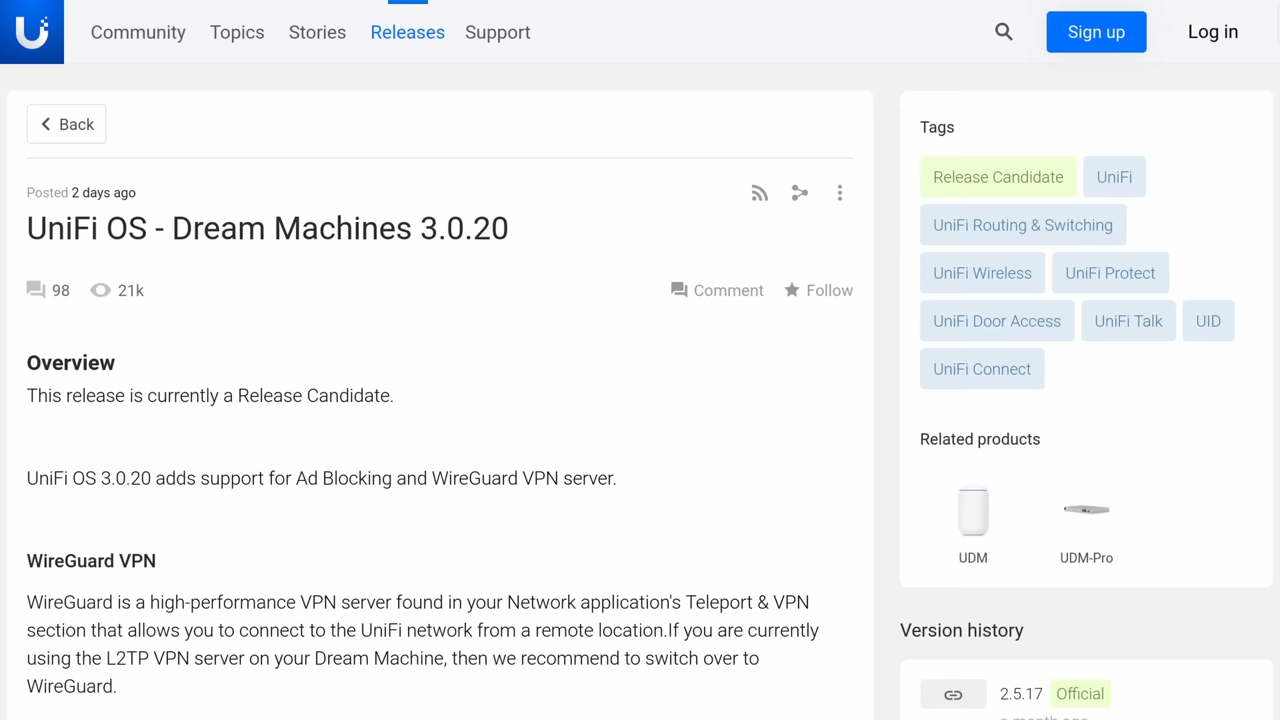 Community Topics Stories Releases Support Sign up Log in
Back
Posted 2 days ago
UniFi OS - Dream Machines 3.0.20
98 21k Comment Follow
Overview
This release is currently a Release Candidate.
UniFi OS 3.0.20 adds support for Ad Blocking and WireGuard VPN server.
WireGuard VPN
WireGuard is a high-performance VPN server found in your Network application's Teleport & VPN
section that allows you to connect to the UniFi network from a remote location.If you are currently
using the L2TP VPN server on your Dream Machine, then we recommend to switch over to
WireGuard.
Tags
Release Candidate UniFi
UniFi Routing & Switching
UniFi Wireless UniFi Protect
UniFi Door Access UniFi Talk UID
UniFi Connect
Related products
UDM UDM-Pro
Version history
2.5.17 Official
a month ago